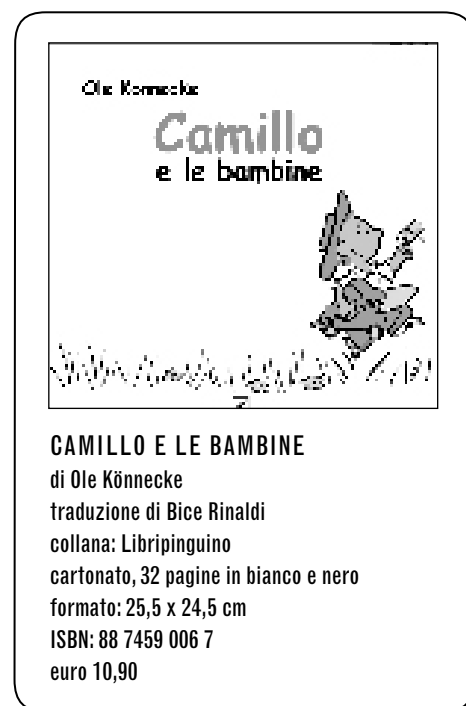 Ole Könnecke
Camillo
e le bambine
CAMILLO E LE BAMBINE
di Ole Könnecke
traduzione di Bice Rinaldi
collana: Libripinguino
cartonato, 32 pagine in bianco e nero
formato: 25,5 x 24,5 cm
ISBN: 88 7459 006 7
euro 10,90